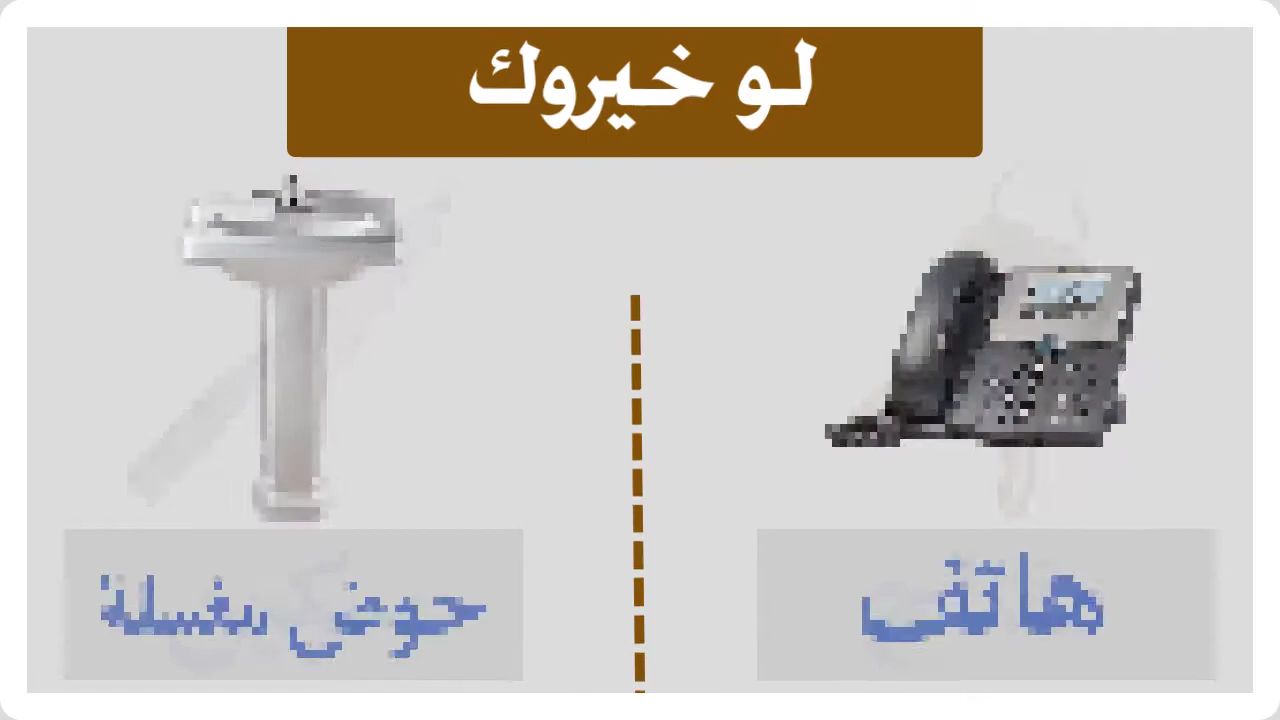 لو خيروك
هاتف
حوض مغسلة